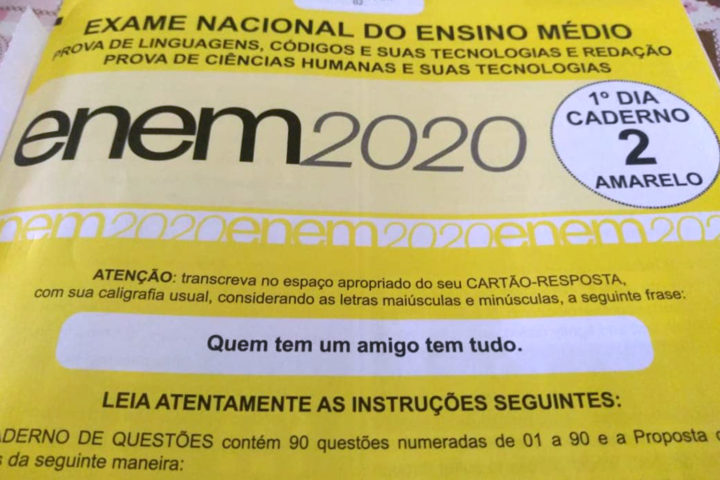 EXAME NACIONAL DO ENSINO MÉDIO
PROVA DE LINGUAGENS, CÓDIGOS E SUAS TECNOLOGIAS E REDAÇÃO
PROVA DE CIÊNCIAS HUMANAS E SUAS TECNOLOGIAS
enem2020
1º DIA
CADERNO
2
AMARELO
enem2020enem2020enem202
ATENÇÃO: transcreva no espaço apropriado do seu CARTÃO-RESPOSTA,
com sua caligrafia usual, considerando as letras maiúsculas e minúsculas, a seguinte frase:
Quem tem um amigo tem tudo.
LEIA ATENTAMENTE AS INSTRUÇÕES SEGUINTES:
ADERNO DE QUESTÕES contém 90 questões numeradas de 01 a 90 e a Proposta
da seguinte maneira: